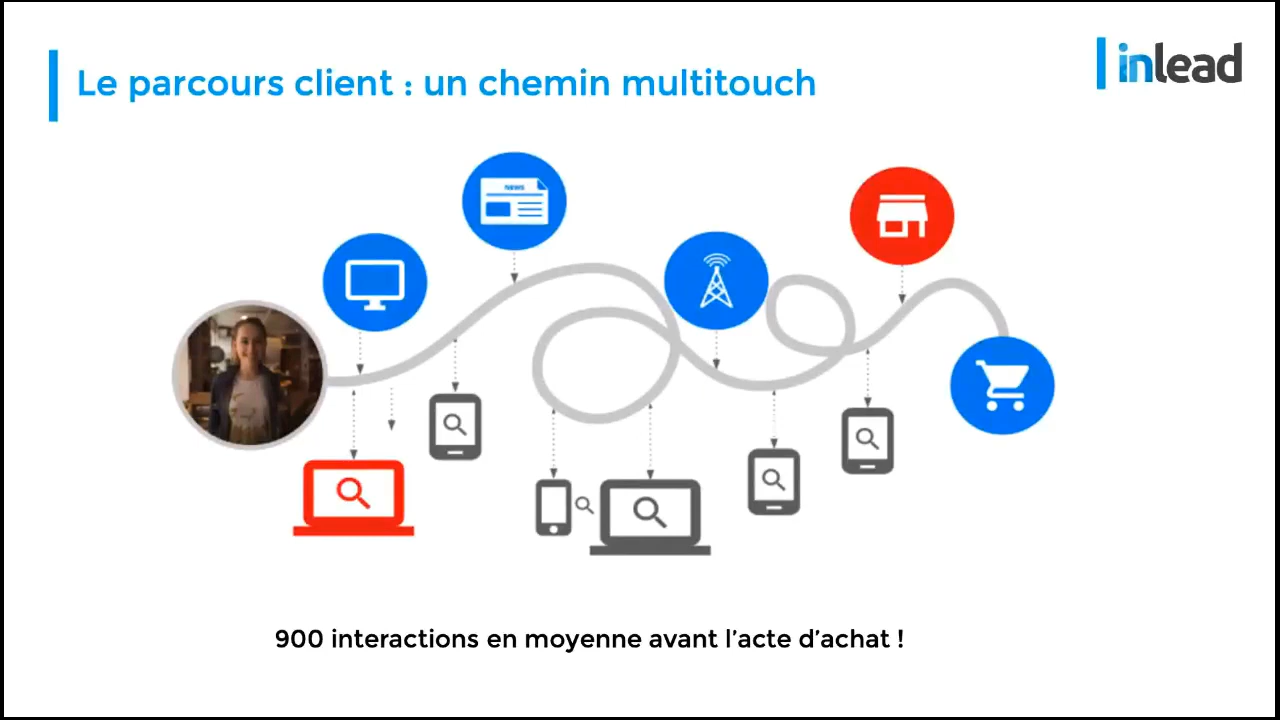 Le parcours client : un chemin multitouch
inlead
NEWS
900 interactions en moyenne avant l'acte d'achat !